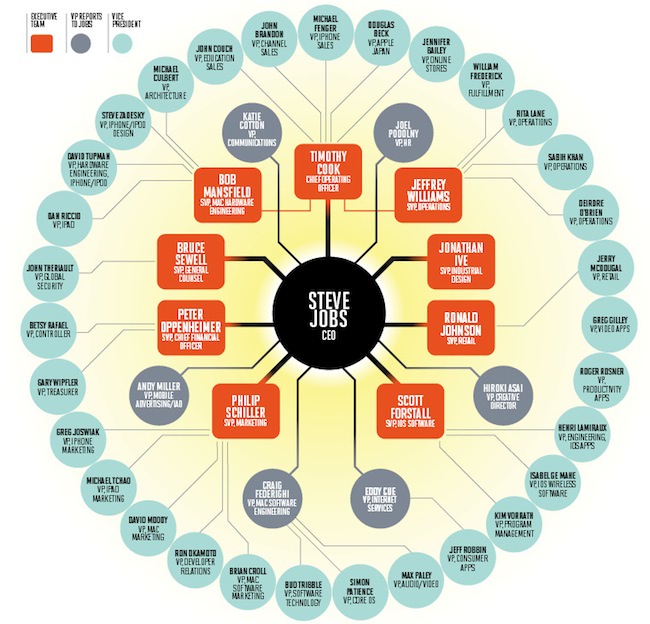 EXECUTIVE
TEAM
VP REPORTS
TO JOBS
VICE
PRESIDENT
MICHAEL
FENGER
VP, IPHONE
SALES
DOUGLAS
BECK
VP, APPLE
JAPAN
JOHN
BRANDON
VP, CHANNEL
SALES
JENNIFER
BAILEY
VP, ONLINE
STORES
JOHN COUCH
VP, EDUCATION
SALES
WILLIAM
FREDERICK
VP,
FULFILLMENT
MICHAEL
CULBERT
VP,
ARCHITECTURE
RITA LANE
VP, OPERATIONS
STEVE ZADESKY
VP, IPHONE/IPOD
DESIGN
KATIE
COTTON
VP,
COMMUNICATIONS
JOEL
PODOLNY
VP, HR
SABIH KHAN
VP, OPERATIONS
DAVID TUPMAN
VP, HARDWARE
ENGINEERING,
IPHONE/IPOD
TIMOTHY
COOK
CHIEF OPERATING
OFFICER
BOB
MANSFIELD
SVP, MAC HARDWARE
ENGINEERING
JEFFREY
WILLIAMS
SVP, OPERATIONS
DEIRDRE
O'BRIEN
VP, OPERATIONS
DAN RICCIO
VP, IPAD
BRUCE
SEWELL
SVP, GENERAL
COUNSEL
JONATHAN
IVE
SVP, INDUSTRIAL
DESIGN
JERRY
MCDOUGAL
VP, RETAIL
JOHN THERIAULT
VP, GLOBAL
SECURITY
STEVE
JOBS
CEO
BETSY RAFAEL
VP, CONTROLLER
PETER
OPPENHEIMER
SVP, CHIEF FINANCIAL
OFFICER
RONALD
JOHNSON
SVP, RETAIL
GREG GILLEY
VP, VIDEO APPS
GARY WIPFLER
VP, TREASURER
ANDY MILLER
VP, MOBILE
ADVERTISING/IAD
HIROKI ASAI
VP, CREATIVE
DIRECTOR
ROGER ROSNER
VP,
PRODUCTIVITY
APPS
PHILIP
SCHILLER
SVP, MARKETING
SCOTT
FORSTALL
SVP, IOS SOFTWARE
GREG JOSWIAK
VP, IPHONE
MARKETING
HENRI LAMIRAUX
VP, ENGINEERING,
IOS APPS
MICHAEL TCHAO
VP, IPAD
MARKETING
ISABEL GE MAHE
VP, IOS WIRELESS
SOFTWARE
CRAIG
FEDERIGHI
VP, MAC SOFTWARE
ENGINEERING
EDDY CUE
VP, INTERNET
SERVICES
DAVID MOODY
VP, MAC
MARKETING
KIM VORRATH
VP, PROGRAM
MANAGEMENT
RON OKAMOTO
VP, DEVELOPER
RELATIONS
JEFF ROBBIN
VP, CONSUMER
APPS
BRIAN CROLL
VP, MAC
SOFTWARE
MARKETING
BUD TRIBBLE
VP, SOFTWARE
TECHNOLOGY
SIMON
PATIENCE
VP, CORE OS
MAX PALEY
VP, AUDIO/VIDEO